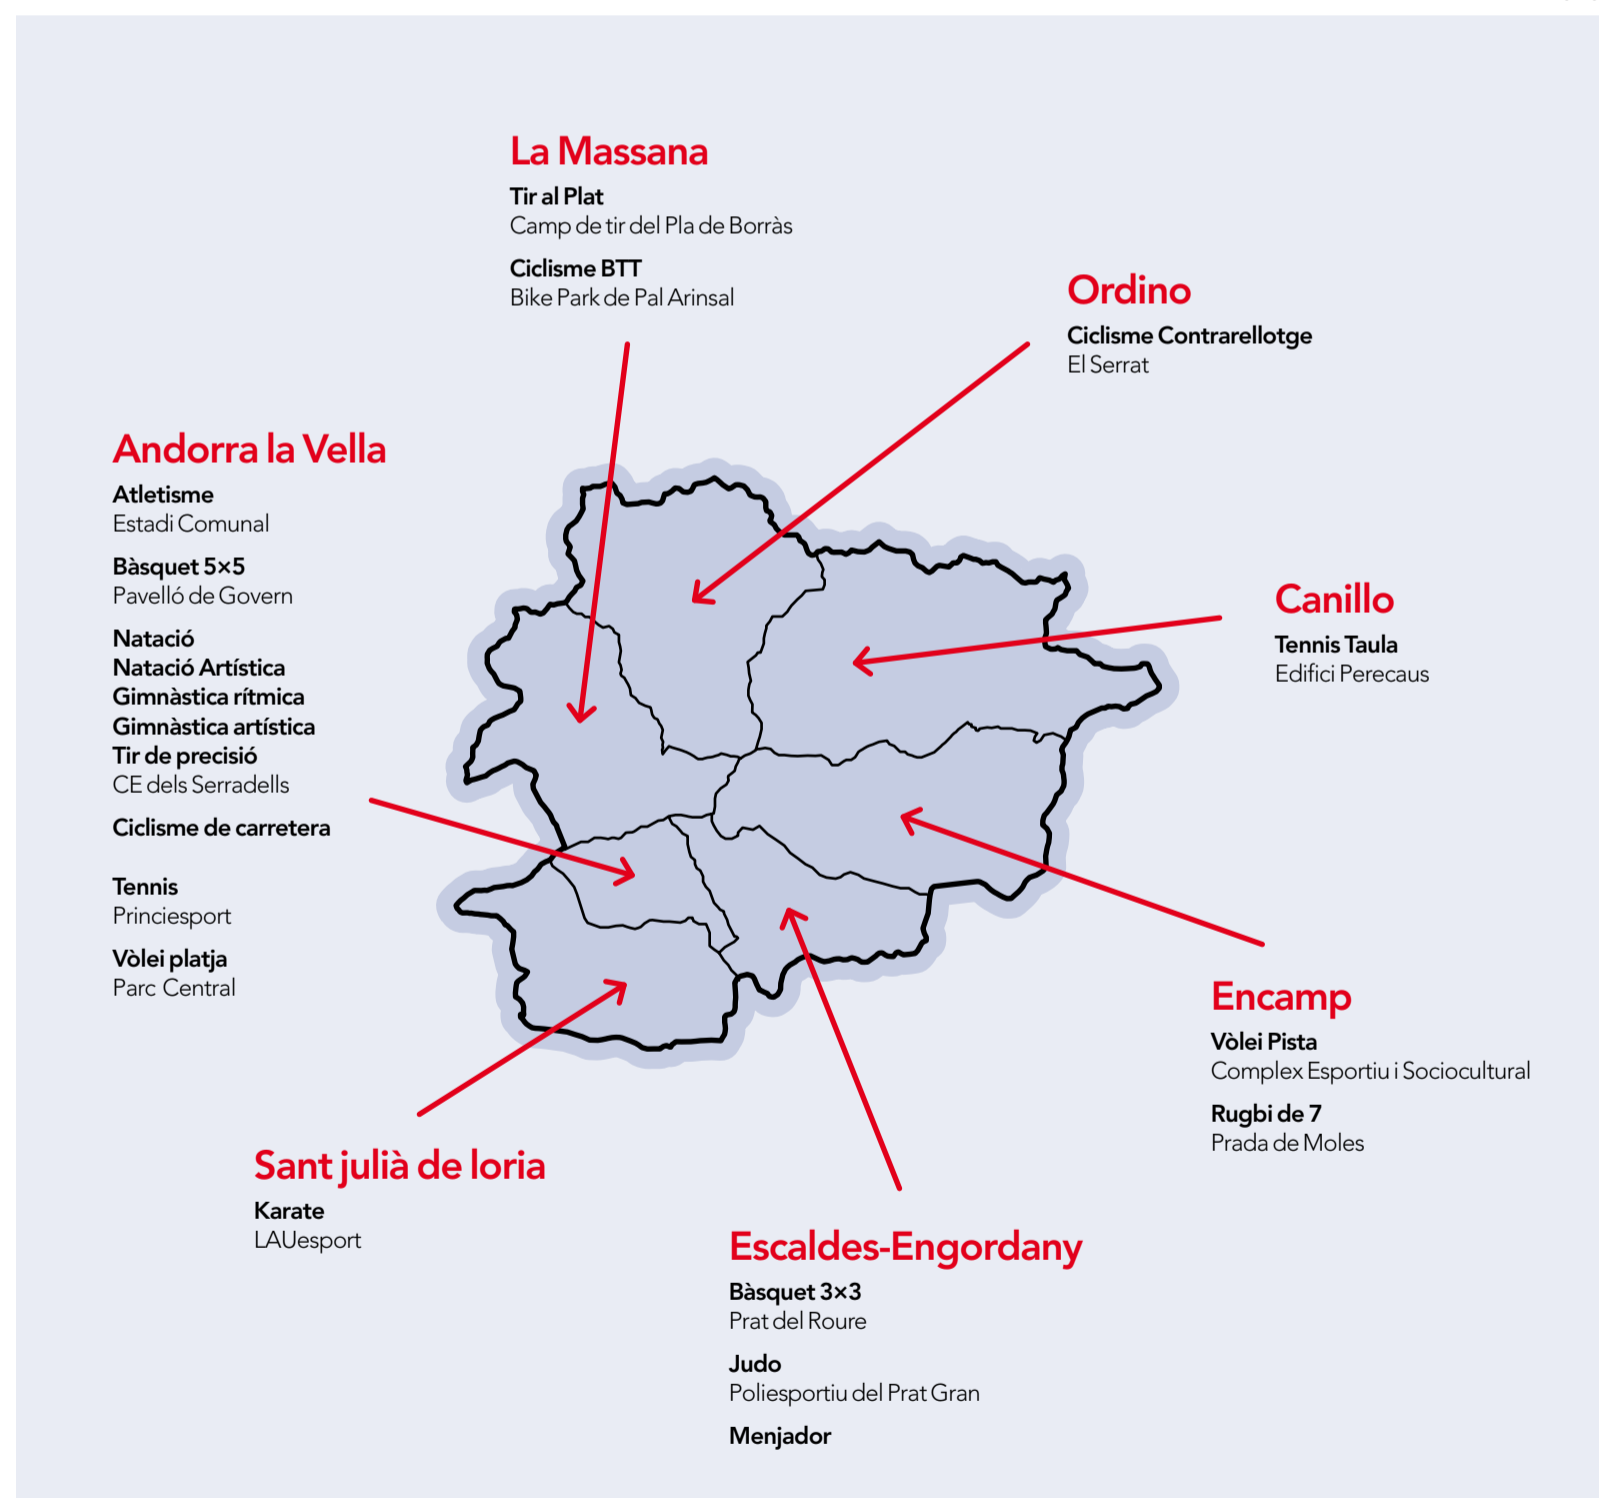 La Massana
Tir al Plat
Camp de tir del Pla de Borràs
Ciclisme BTT
Bike Park de Pal Arinsal
Ordino
Ciclisme Contrarellotge
El Serrat
Andorra la Vella
Atletisme
Estadi Comunal
Bàsquet 5×5
Pavelló de Govern
Natació
Natació Artística
Gimnàstica rítmica
Gimnàstica artística
Tir de precisió
CE dels Serradells
Ciclisme de carretera
Tennis
Princiesport
Vòlei platja
Parc Central
Canillo
Tennis Taula
Edifici Perecaus
Encamp
Vòlei Pista
Complex Esportiu i Sociocultural
Rugbi de 7
Prada de Moles
Sant julià de loria
Karate
LAUesport
Escaldes-Engordany
Bàsquet 3×3
Prat del Roure
Judo
Poliesportiu del Prat Gran
Menjador